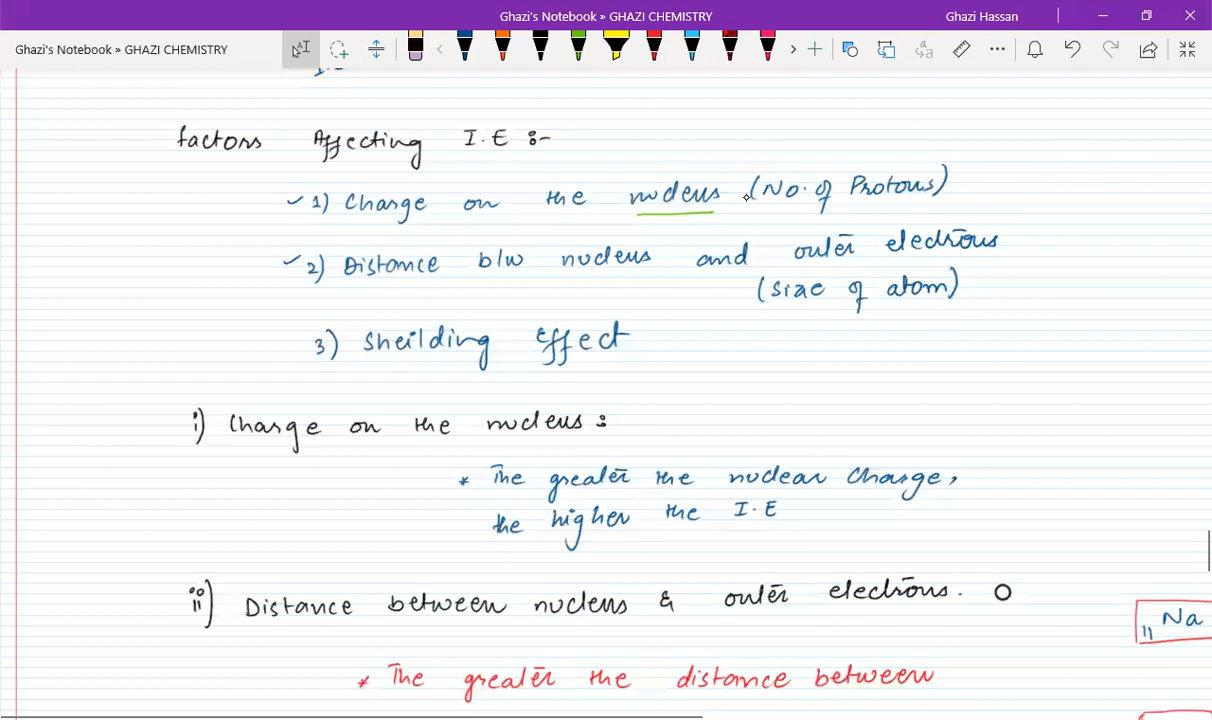 Ghazi's Notebook » GHAZI CHEMISTRY
Ghazi Hassan
Ghazi's Notebook » GHAZI CHEMISTRY
factors Affecting I.E :-
1) Charge on the nucleus (No. of Protons)
2) Distance b/w nucleus and outer electrons
(size of atom)
3) Sheilding Effect
i) Charge on the nucleus :
* The greater the nuclear Charge,
the higher the I.E
ii) Distance between nucleus & outer electrons. O
11 Na
* The greater the distance between